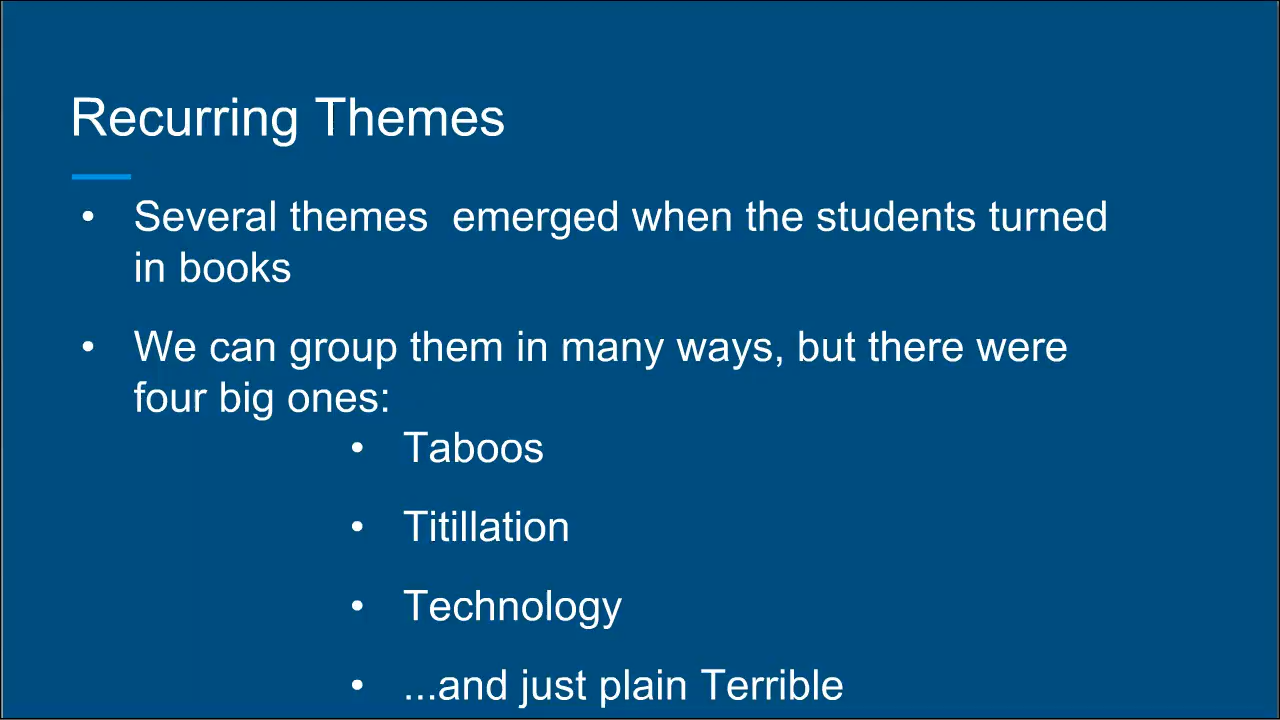 Recurring Themes
• Several themes  emerged when the students turned
in books
• We can group them in many ways, but there were
four big ones:
• Taboos
• Titillation
• Technology
• ...and just plain Terrible